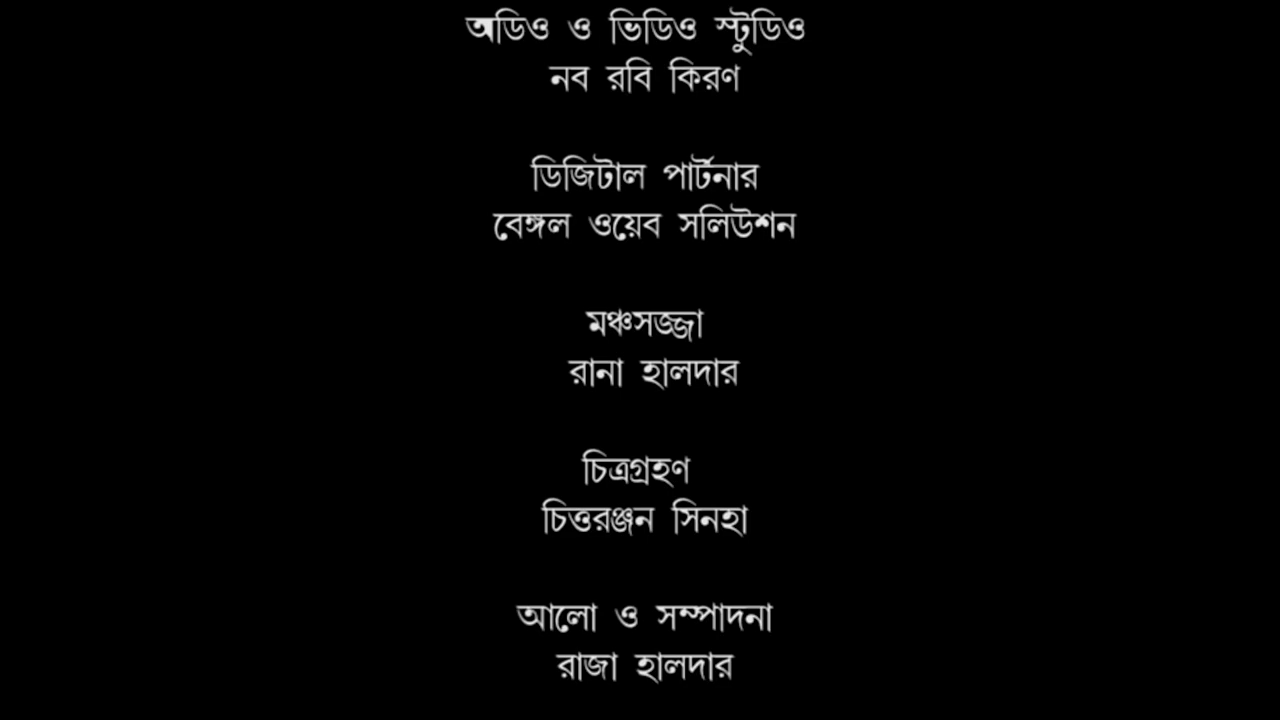 অডিও ও ভিডিও স্টুডিও
নব রবি কিরণ
ডিজিটাল পার্টনার
বেঙ্গল ওয়েব সলিউশন
মঞ্চসজ্জা
রানা হালদার
চিত্রগ্রহণ
চিত্তরঞ্জন সিনহা
আলো ও সম্পাদনা
রাজা হালদার